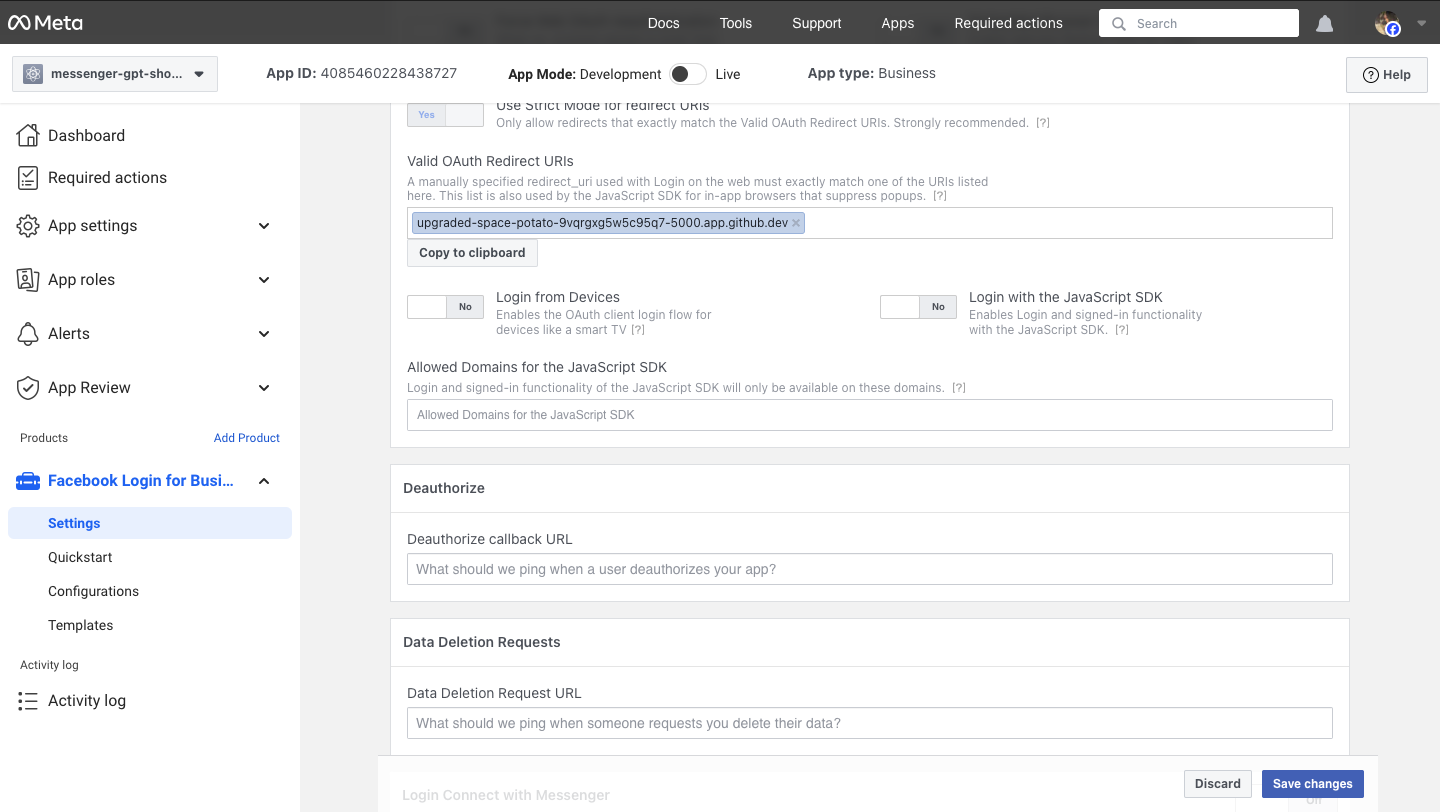 Meta
Docs
Tools
Support
Apps
Required actions
Search
messenger-gpt-sho...
App ID: 4085460228438727
App Mode: Development
Live
App type: Business
Help
Dashboard
Required actions
App settings
App roles
Alerts
App Review
Products
Add Product
Facebook Login for Busi...
Settings
Quickstart
Configurations
Templates
Activity log
Activity log
Yes
Use Strict Mode for redirect URIs
Only allow redirects that exactly match the Valid OAuth Redirect URIs. Strongly recommended. [?]
Valid OAuth Redirect URIs
A manually specified redirect_uri used with Login on the web must exactly match one of the URIs listed
here. This list is also used by the JavaScript SDK for in-app browsers that suppress popups. [?]
upgraded-space-potato-9vqrgxg5w5c95q7-5000.app.github.dev
Copy to clipboard
No
Login from Devices
Enables the OAuth client login flow for
devices like a smart TV [?]
No
Login with the JavaScript SDK
Enables Login and signed-in functionality
with the JavaScript SDK. [?]
Allowed Domains for the JavaScript SDK
Login and signed-in functionality of the JavaScript SDK will only be available on these domains. [?]
Allowed Domains for the JavaScript SDK
Deauthorize
Deauthorize callback URL
What should we ping when a user deauthorizes your app?
Data Deletion Requests
Data Deletion Request URL
What should we ping when someone requests you delete their data?
Discard
Save changes
Login Connect with Messenger
Off